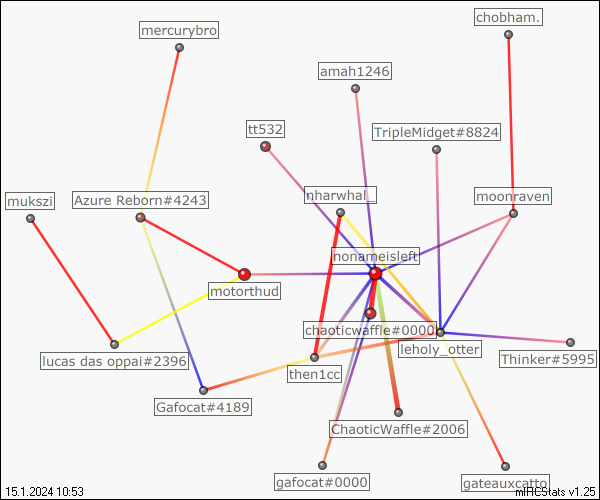 chobham.
mercurybro
amah1246
tt532
TripleMidget#8824
mukszi
Azure Reborn#4243
nharwhal_
moonraven
nonameisleft
motorthud
chaoticwaffle#0000
leholy_otter
lucas das oppai#2396
Thinker#5995
then1cc
Gafocat#4189
ChaoticWaffle#2006
gafocat#0000
gateauxcatto
15.1.2024 10:53
mIRCStats v1.25